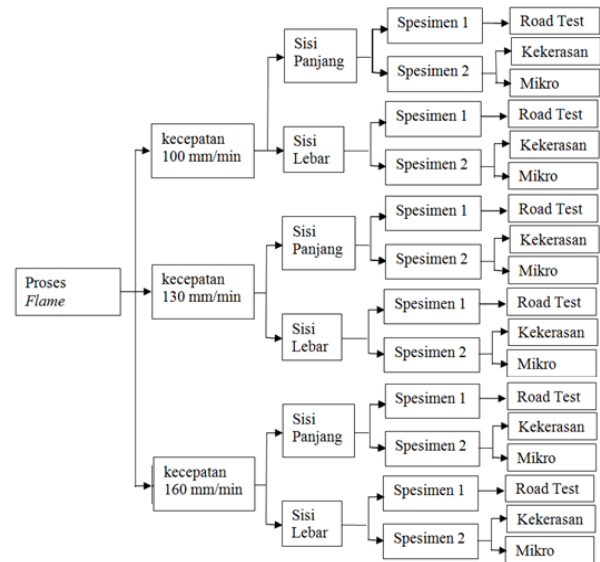 Proses
Flame
kecepatan
100 mm/min
Sisi
Panjang
Spesimen 1
Road Test
Spesimen 2
Kekerasan
Mikro
Sisi
Lebar
Spesimen 1
Road Test
Spesimen 2
Kekerasan
Mikro
kecepatan
130 mm/min
Sisi
Panjang
Spesimen 1
Road Test
Spesimen 2
Kekerasan
Mikro
Sisi
Lebar
Spesimen 1
Road Test
Spesimen 2
Kekerasan
Mikro
kecepatan
160 mm/min
Sisi
Panjang
Spesimen 1
Road Test
Spesimen 2
Kekerasan
Mikro
Sisi
Lebar
Spesimen 1
Road Test
Spesimen 2
Kekerasan
Mikro